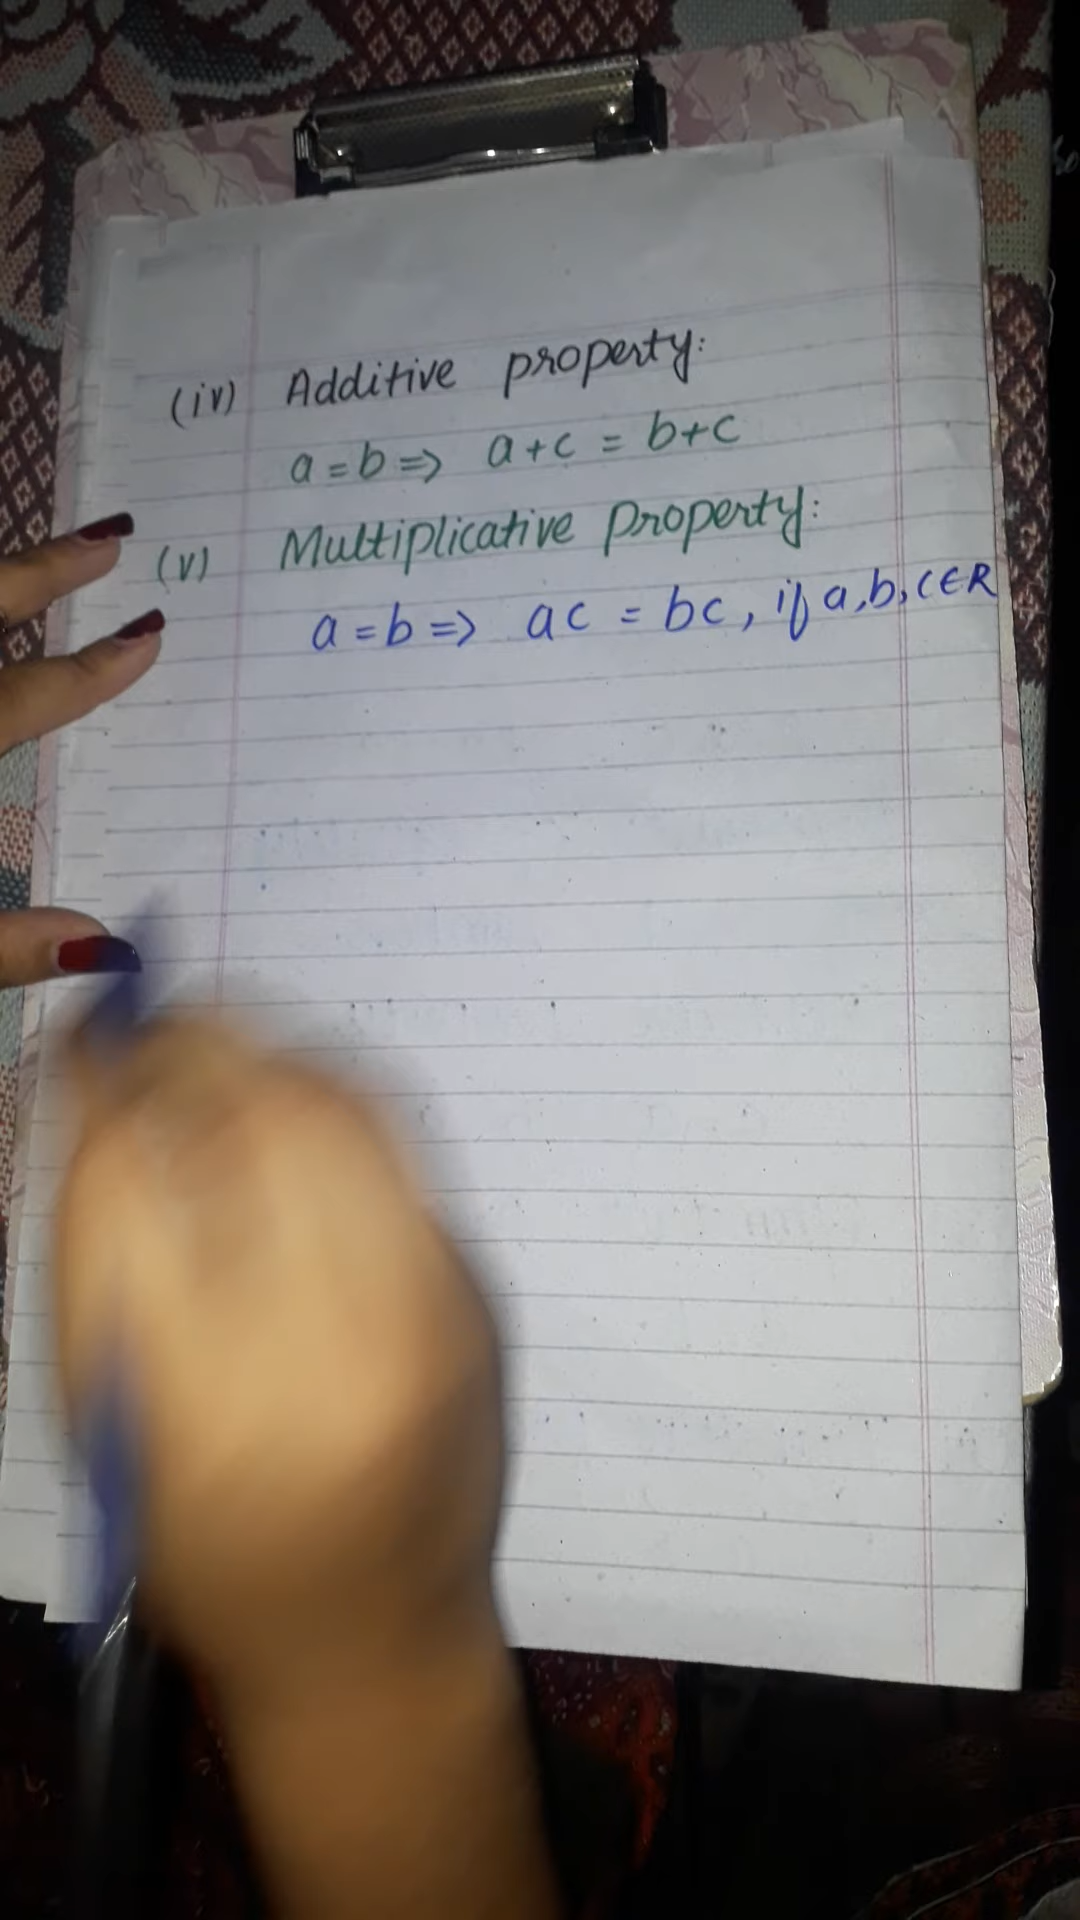 (iv) Additive property:
a = b => a + c = b + c
(v) Multiplicative Property:
a = b => ac = bc, if a, b, c ∈ R